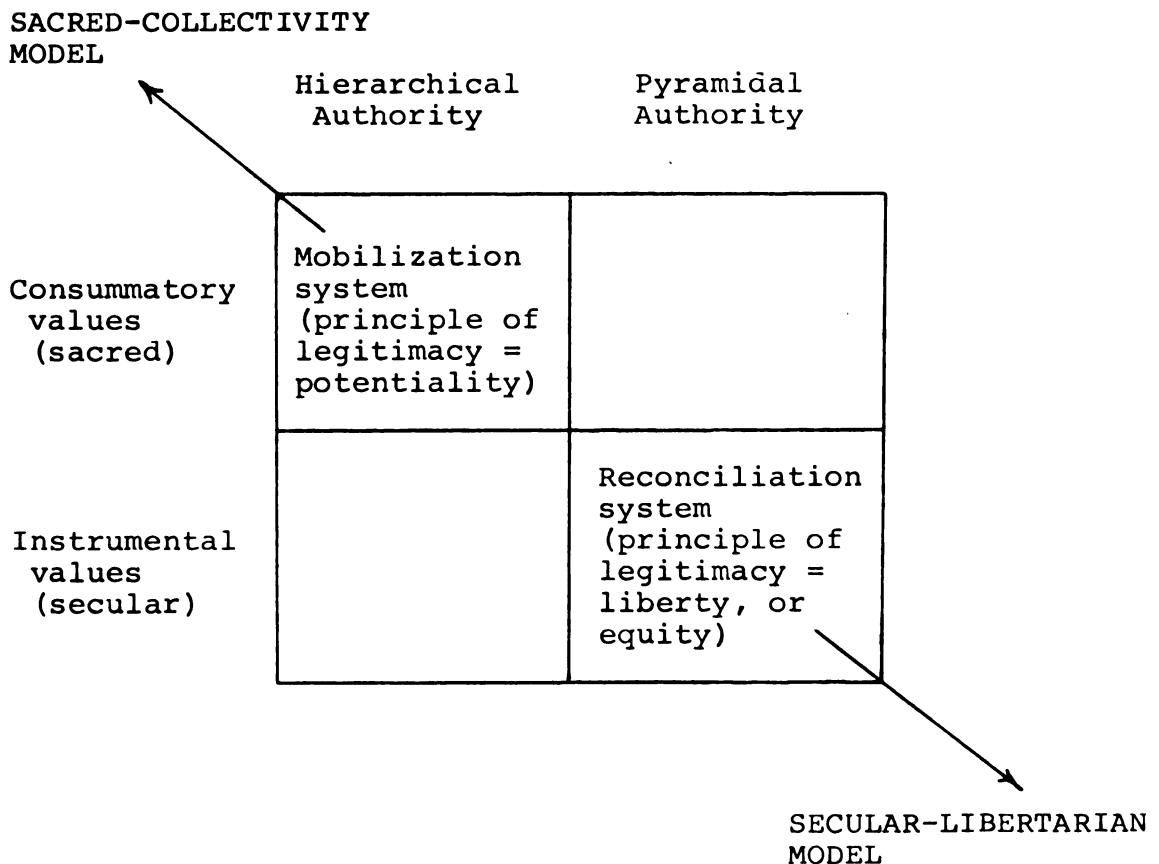 SACRED-COLLECTIVITY
MODEL
Hierarchical
Authority
Pyramidal
Authority
Consummatory
values
(sacred)
Mobilization
system
(principle of
legitimacy =
potentiality)
Instrumental
values
(secular)
Reconciliation
system
(principle of
legitimacy =
liberty, or
equity)
SECULAR-LIBERTARIAN
MODEL